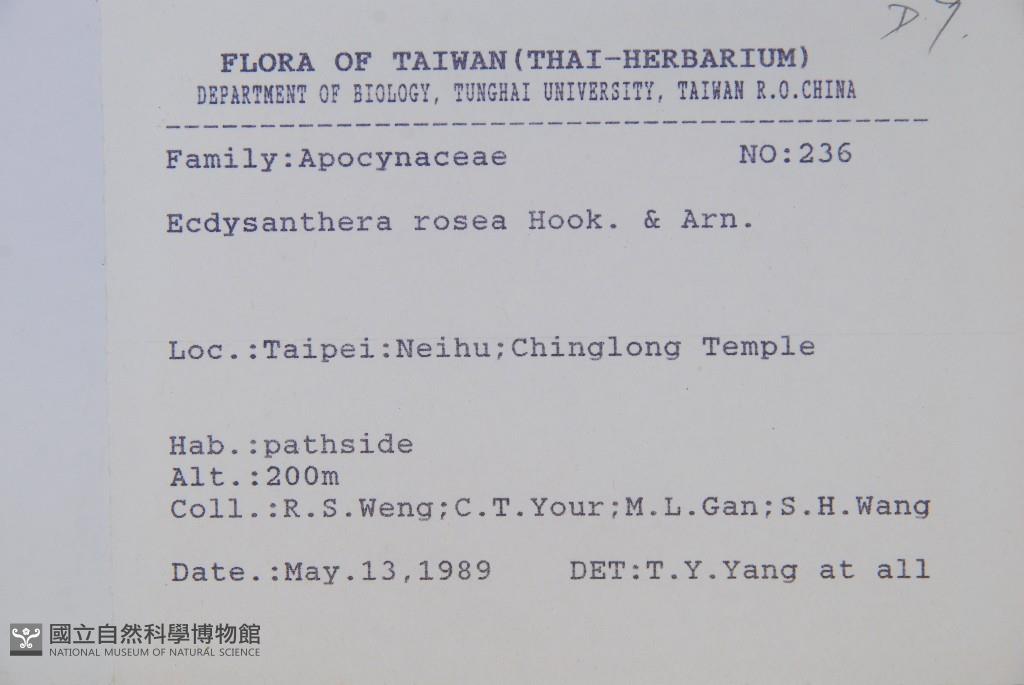 FLORA OF TAIWAN(THAI-HERBARIUM)
DEPARTMENT OF BIOLOGY, TUNGHAI UNIVERSITY, TAIWAN R.O.CHINA
Family:Apocynaceae NO:236
Ecdysanthera rosea Hook. & Arn.
Loc.:Taipei:Neihu;Chinglong Temple
Hab.:pathside
Alt.:200m
Coll.:R.S.Weng;C.T.Your;M.L.Gan;S.H.Wang
Date.:May.13,1989 DET:T.Y.Yang at all
國立自然科學博物館
NATIONAL MUSEUM OF NATURAL SCIENCE